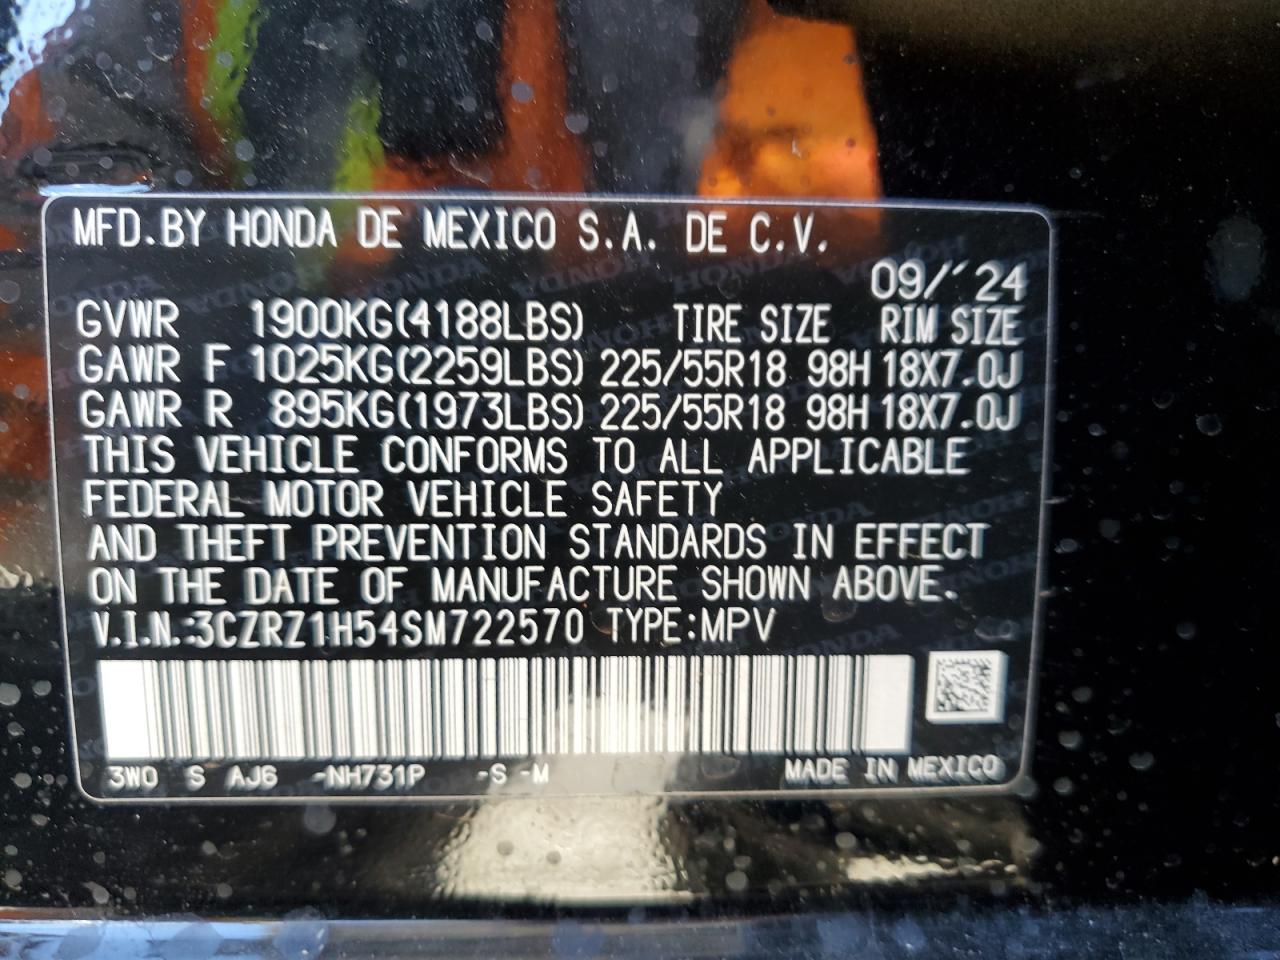 MFD.BY HONDA DE MEXICO S.A. DE C.V.
09/´24
GVWR 1900KG(4188LBS) TIRE SIZE RIM SIZE
GAWR F 1025KG(2259LBS) 225/55R18 98H 18X7.0J
GAWR R 895KG(1973LBS) 225/55R18 98H 18X7.0J
THIS VEHICLE CONFORMS TO ALL APPLICABLE
FEDERAL MOTOR VEHICLE SAFETY
AND THEFT PREVENTION STANDARDS IN EFFECT
ON THE DATE OF MANUFACTURE SHOWN ABOVE.
V.I.N.:3CZRZ1H54SM722570 TYPE:MPV
3W0 S AJ6 -NH731P -S -M MADE IN MEXICO